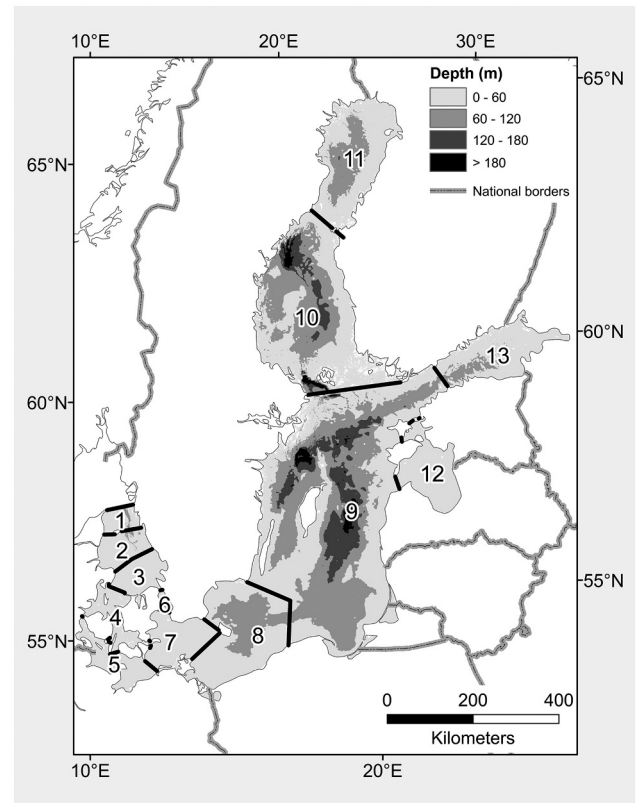 10°E 20°E 30°E
Depth (m)
0 - 60
60 - 120
120 - 180
> 180
National borders
65°N
65°N
11
10
60°N
13
60°N
12
9
1
2
3
55°N
6
4
7
8
55°N
5
0 200 400
Kilometers
10°E 20°E